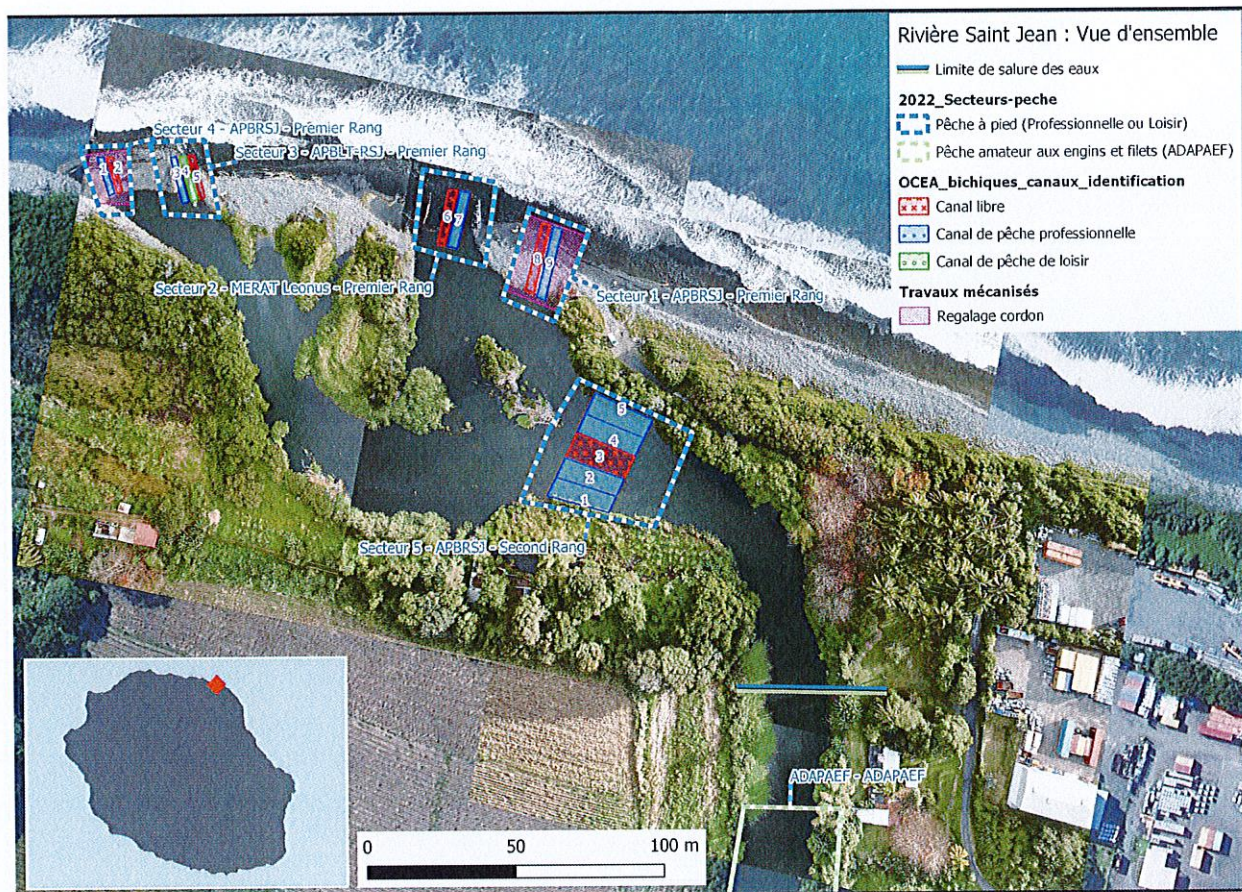 Rivière Saint Jean : Vue d'ensemble
Limite de salure des eaux
2022_Secteurs-peche
Pêche à pied (Professionnelle ou Loisir)
Pêche amateur aux engins et filets (ADAPAEF)
OCEA_bichiques_canaux_identification
Canal libre
Canal de pêche professionnelle
Canal de pêche de loisir
Travaux mécanisés
Regalage cordon
Secteur 4 - APBRSJ - Premier Rang
Secteur 3 - APBLT-RSJ - Premier Rang
1 2
3 4 5
6 7
8 9
Secteur 2 - MERAT Leonus - Premier Rang
Secteur 1 - APBRSJ - Premier Rang
5
4
3
2
1
Secteur 5 - APBRSJ - Second Rang
ADAPAEF - ADAPAEF
0 50 100 m